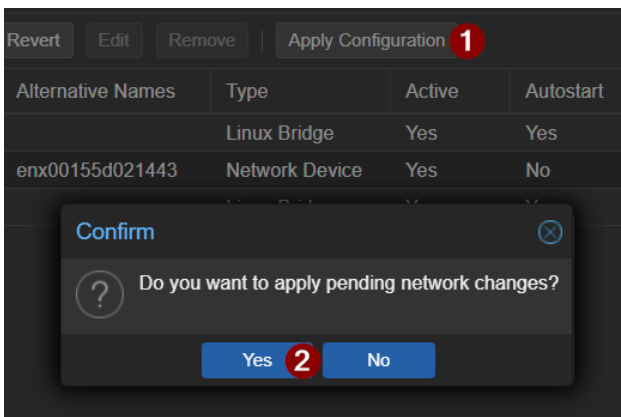 Revert Edit Remove Apply Configuration 1
Alternative Names Type Active Autostart
Linux Bridge Yes Yes
enx00155d021443 Network Device Yes No
Confirm
Do you want to apply pending network changes?
Yes 2 No